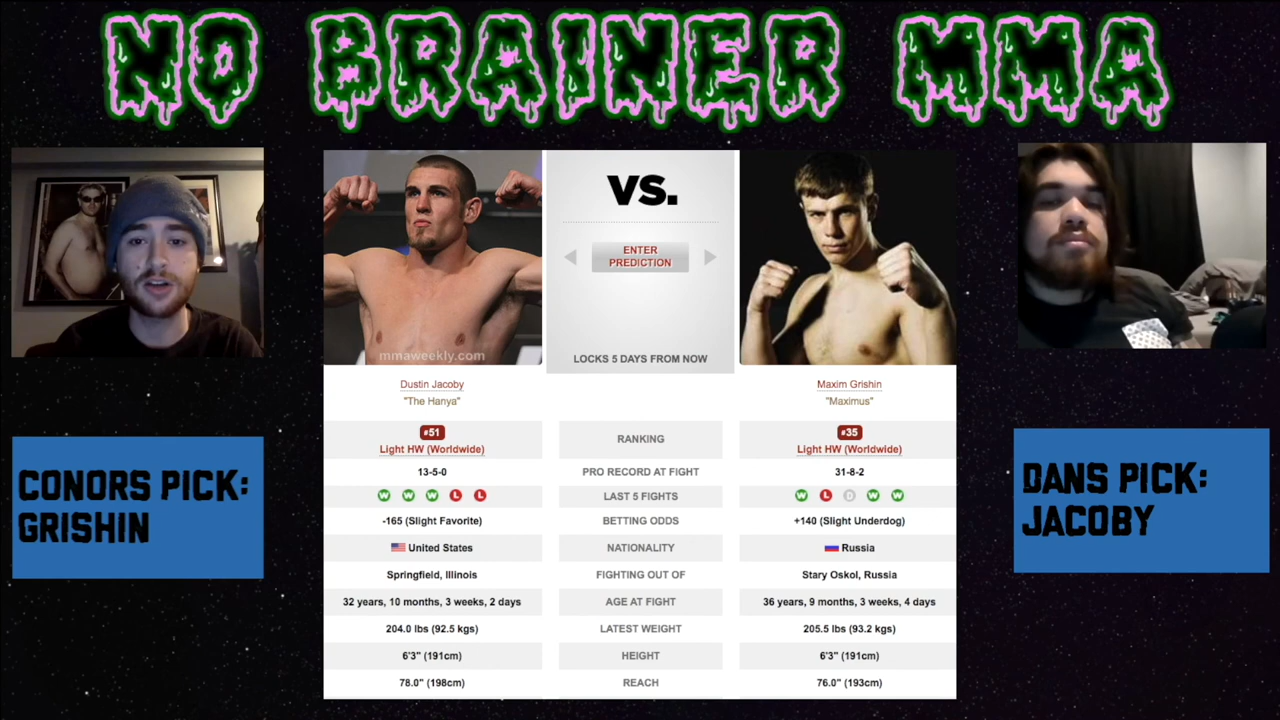 NO BRAINER MMA
VS.
ENTER
PREDICTION
LOCKS 5 DAYS FROM NOW
mmaweekly.com
Dustin Jacoby
"The Hanya"
Maxim Grishin
"Maximus"
#51
Light HW (Worldwide)
RANKING
#35
Light HW (Worldwide)
13-5-0 PRO RECORD AT FIGHT 31-8-2
W W W L L LAST 5 FIGHTS W L D W W
-165 (Slight Favorite) BETTING ODDS +140 (Slight Underdog)
United States NATIONALITY Russia
Springfield, Illinois FIGHTING OUT OF Stary Oskol, Russia
32 years, 10 months, 3 weeks, 2 days AGE AT FIGHT 36 years, 9 months, 3 weeks, 4 days
204.0 lbs (92.5 kgs) LATEST WEIGHT 205.5 lbs (93.2 kgs)
6'3" (191cm) HEIGHT 6'3" (191cm)
78.0" (198cm) REACH 76.0" (193cm)
CONORS PICK:
GRISHIN
DANS PICK:
JACOBY